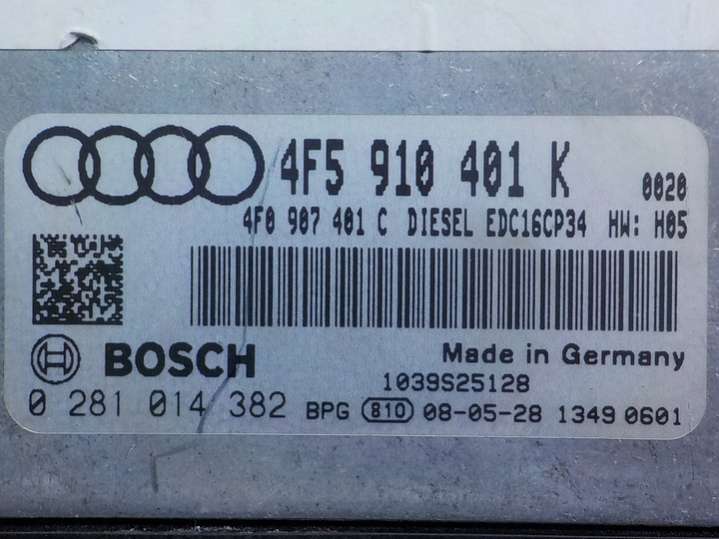 4F5 910 401 K 0020
4F0 907 401 C DIESEL EDC16CP34 HW: H05
BOSCH Made in Germany
1039S25128
0 281 014 382 BPG 810 08-05-28 1349 0601